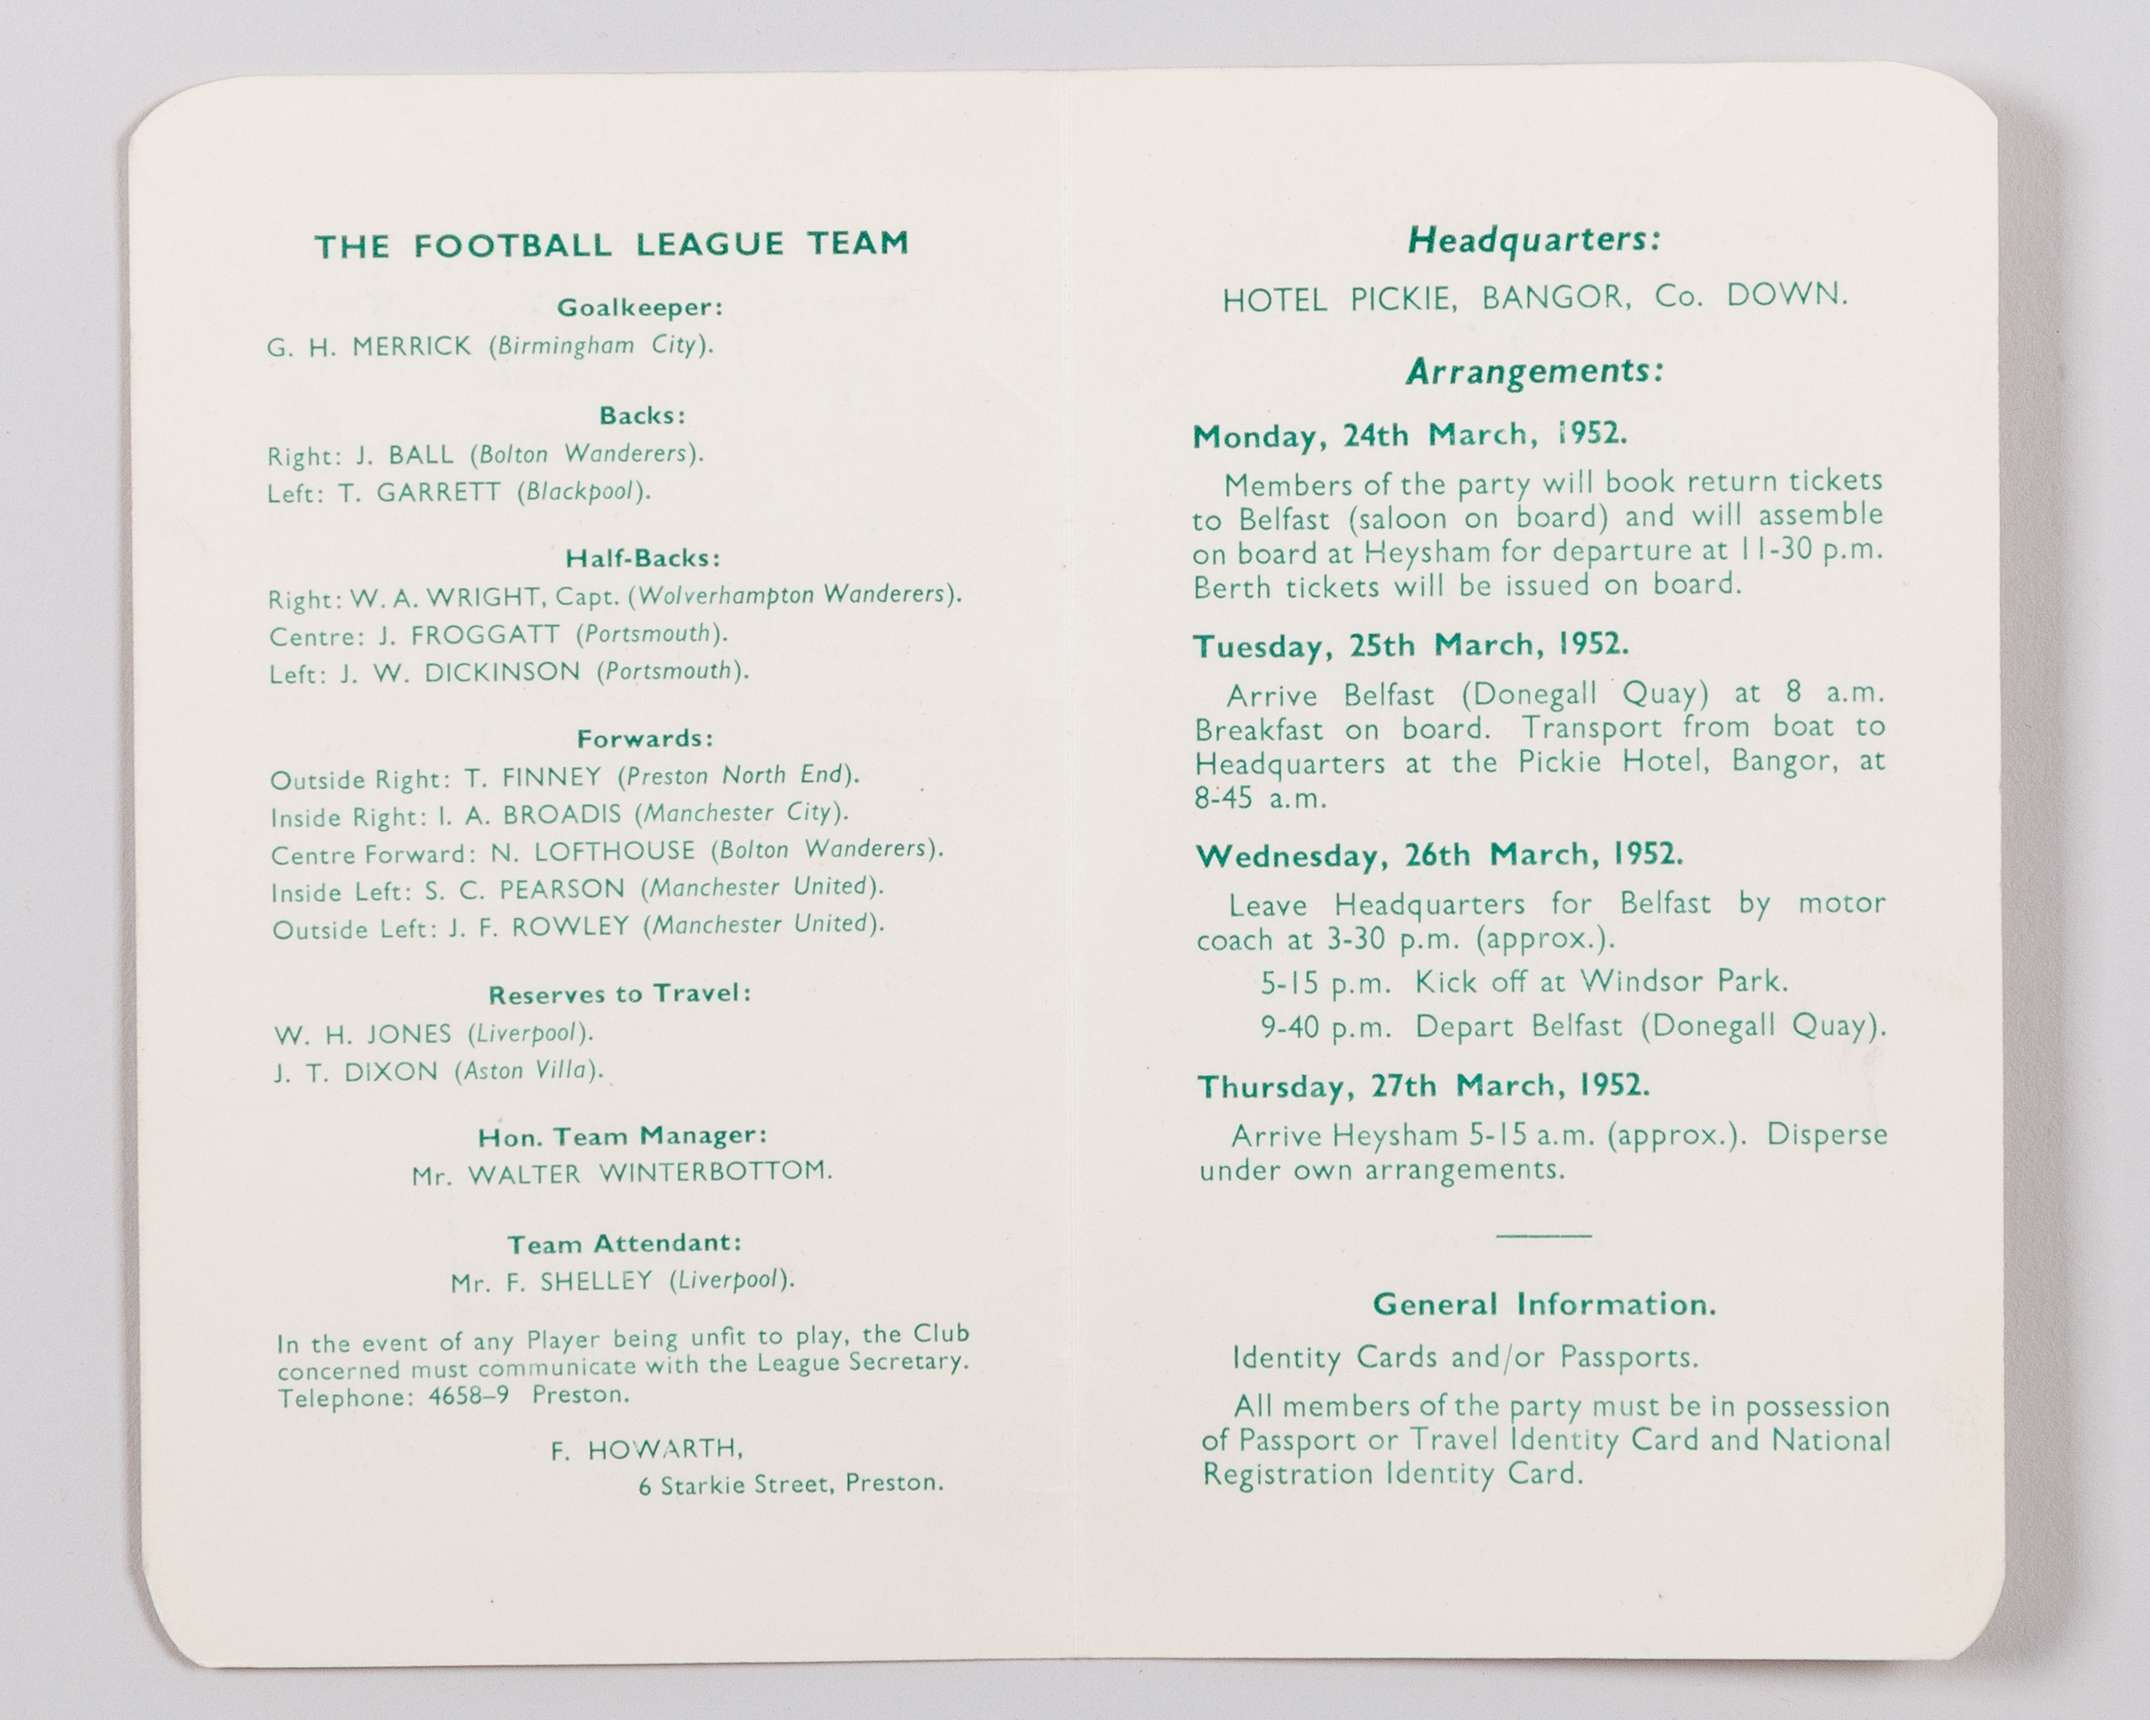 THE FOOTBALL LEAGUE TEAM
Goalkeeper:
G. H. MERRICK (Birmingham City).
Backs:
Right: J. BALL (Bolton Wanderers).
Left: T. GARRETT (Blackpool).
Half-Backs:
Right: W. A. WRIGHT, Capt. (Wolverhampton Wanderers).
Centre: J. FROGGATT (Portsmouth).
Left: J. W. DICKINSON (Portsmouth).
Forwards:
Outside Right: T. FINNEY (Preston North End).
Inside Right: I. A. BROADIS (Manchester City).
Centre Forward: N. LOFTHOUSE (Bolton Wanderers).
Inside Left: S. C. PEARSON (Manchester United).
Outside Left: J. F. ROWLEY (Manchester United).
Reserves to Travel:
W. H. JONES (Liverpool).
J. T. DIXON (Aston Villa).
Hon. Team Manager:
Mr. WALTER WINTERBOTTOM.
Team Attendant:
Mr. F. SHELLEY (Liverpool).
In the event of any Player being unfit to play, the Club
concerned must communicate with the League Secretary.
Telephone: 4658–9 Preston.
F. HOWARTH,
6 Starkie Street, Preston.
Headquarters:
HOTEL PICKIE, BANGOR, Co. DOWN.
Arrangements:
Monday, 24th March, 1952.
Members of the party will book return tickets
to Belfast (saloon on board) and will assemble
on board at Heysham for departure at 11-30 p.m.
Berth tickets will be issued on board.
Tuesday, 25th March, 1952.
Arrive Belfast (Donegall Quay) at 8 a.m.
Breakfast on board. Transport from boat to
Headquarters at the Pickie Hotel, Bangor, at
8-45 a.m.
Wednesday, 26th March, 1952.
Leave Headquarters for Belfast by motor
coach at 3-30 p.m. (approx.).
5-15 p.m. Kick off at Windsor Park.
9-40 p.m. Depart Belfast (Donegall Quay).
Thursday, 27th March, 1952.
Arrive Heysham 5-15 a.m. (approx.). Disperse
under own arrangements.
General Information.
Identity Cards and/or Passports.
All members of the party must be in possession
of Passport or Travel Identity Card and National
Registration Identity Card.